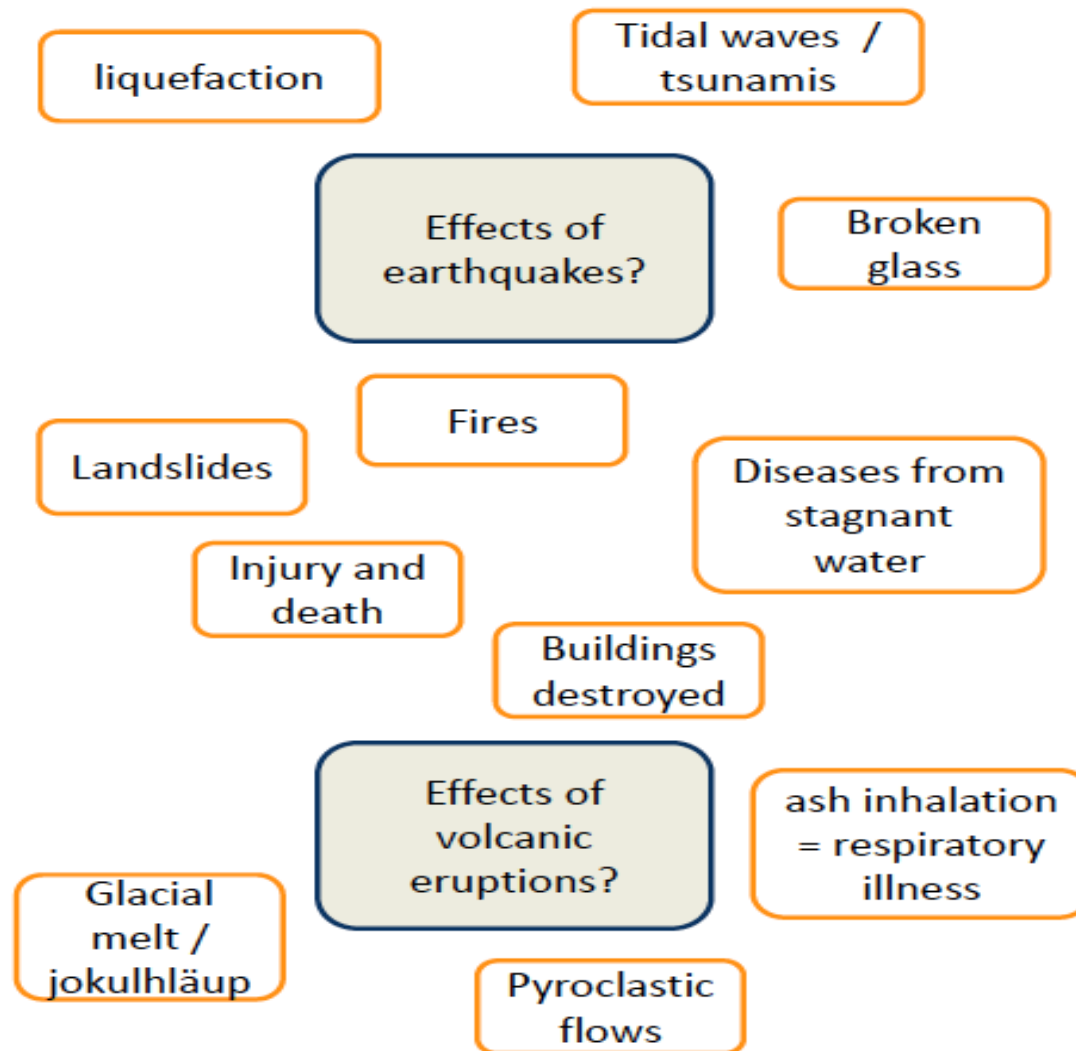 liquefaction
Tidal waves /
tsunamis
Effects of
earthquakes?
Broken
glass
Fires
Landslides
Diseases from
stagnant
water
Injury and
death
Buildings
destroyed
Effects of
volcanic
eruptions?
ash inhalation
= respiratory
illness
Glacial
melt /
jokulhläup
Pyroclastic
flows